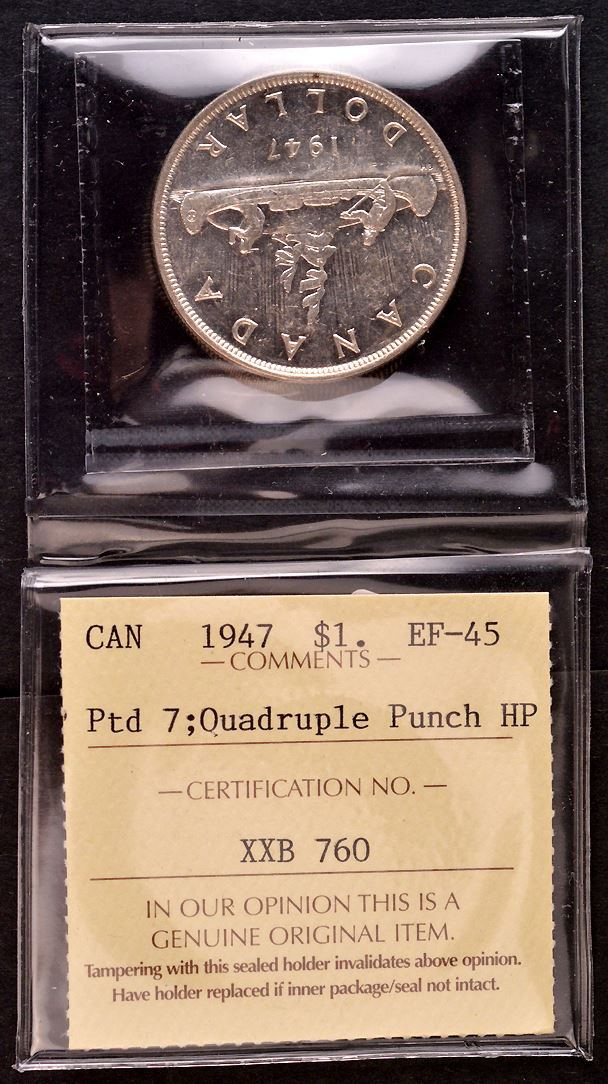 CANADA
1947
DOLLAR
CAN 1947 $1. EF-45
— COMMENTS —
Ptd 7;Quadruple Punch HP
— CERTIFICATION NO. —
XXB 760
IN OUR OPINION THIS IS A
GENUINE ORIGINAL ITEM.
Tampering with this sealed holder invalidates above opinion.
Have holder replaced if inner package/seal not intact.